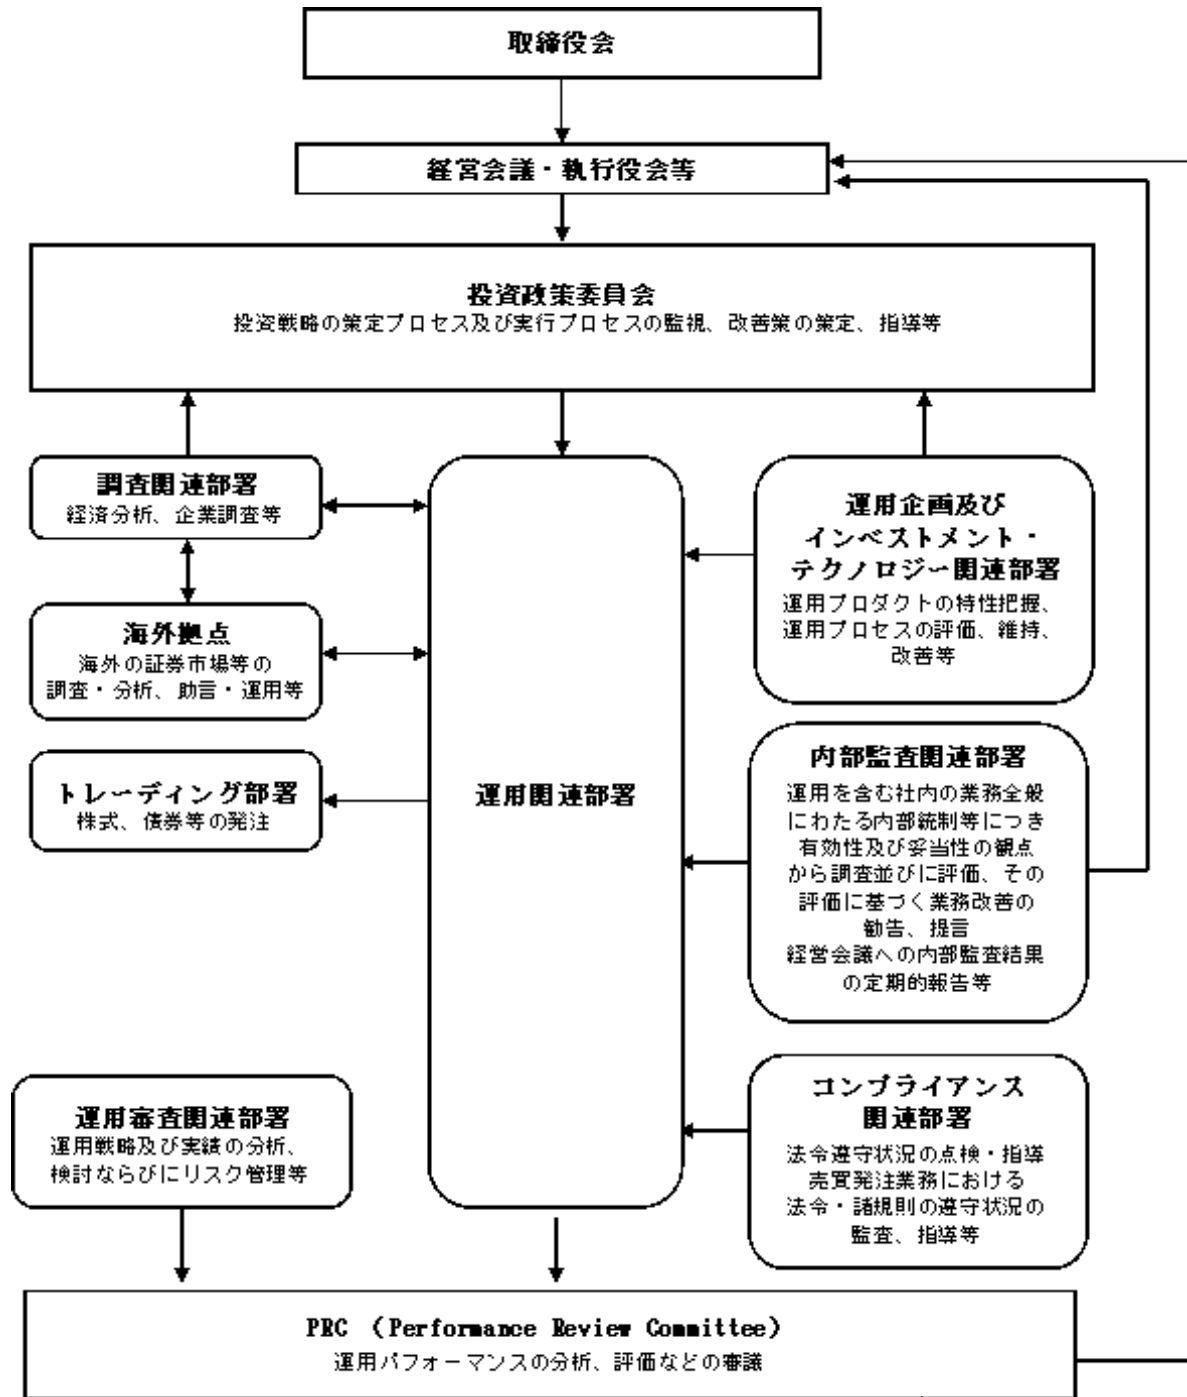 取締役会
経営会議・執行役会等
投資政策委員会
投資戦略の策定プロセス及び実行プロセスの監視、改善策の策定、指導等
調査関連部署
経済分析、企業調査等
海外拠点
海外の証券市場等の
調査・分析、助言・運用等
トレーディング部署
株式、債券等の発注
運用関連部署
運用企画及び
インベストメント・
テクノロジー関連部署
運用プロダクトの特性把握、
運用プロセスの評価、維持、
改善等
内部監査関連部署
運用を含む社内の業務全般
にわたる内部統制等につき
有効性及び妥当性の観点
から調査並びに評価、その
評価に基づく業務改善の
勧告、提言
経営会議への内部監査結果
の定期的報告等
運用審査関連部署
運用戦略及び実績の分析、
検討ならびにリスク管理等
コンプライアンス
関連部署
法令遵守状況の点検・指導
売買発注業務における
法令・諸規則の遵守状況の
監査、指導等
PRC （Performance Review Committee）
運用パフォーマンスの分析、評価などの審議